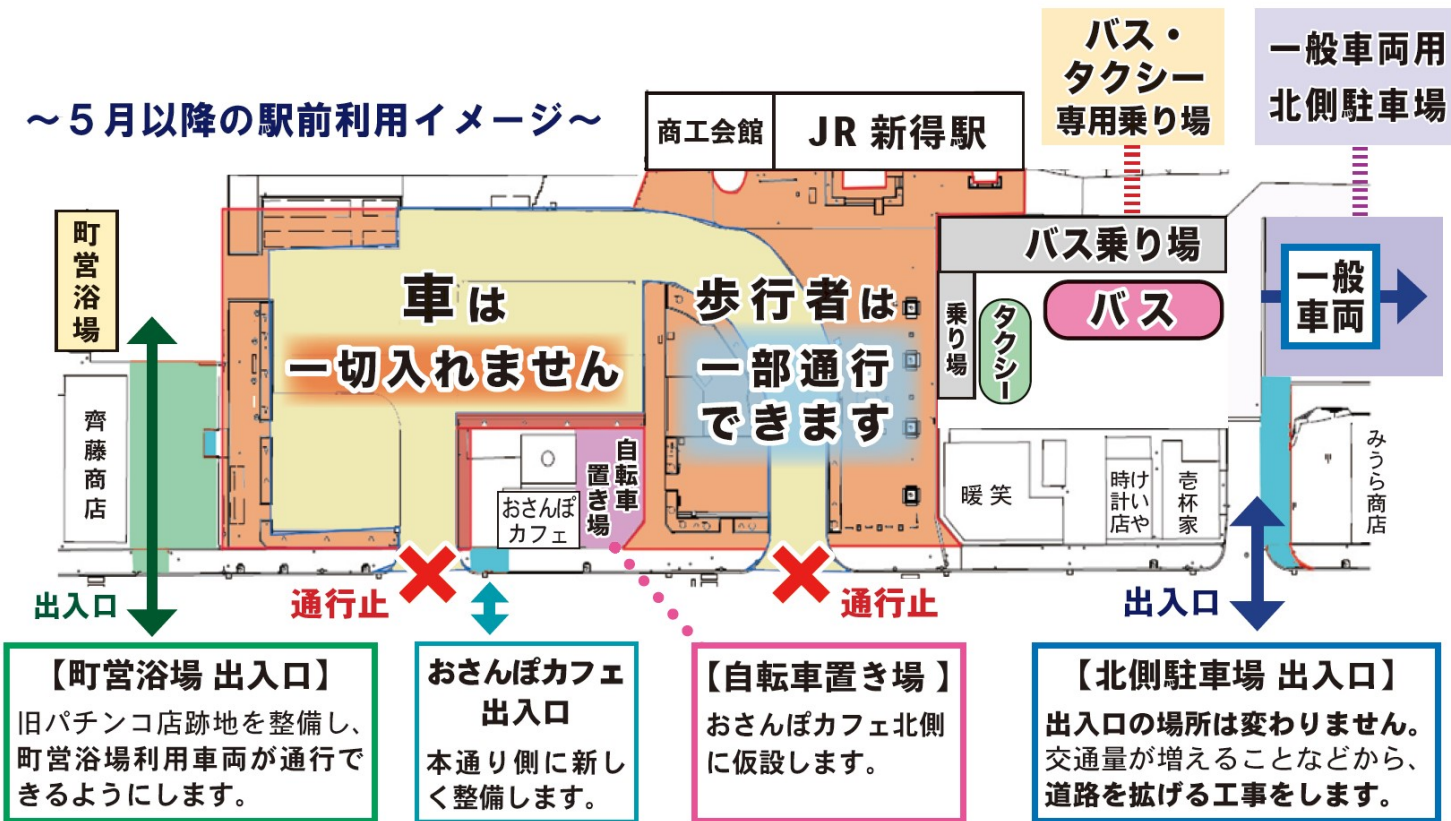 ～５月以降の駅前利用イメージ～
商工会館
JR 新得駅
バス・
タクシー
専用乗り場
一般車両用
北側駐車場
町営浴場
車は
一切入れません
歩行者は
一部通行
できます
バス乗り場
バス
乗り場
タクシー
一般
車両
齊藤商店
おさんぽ
カフェ
自転車
置き場
暖笑
けいや
時計店
壱杯家
みうら商店
出入口
通行止
通行止
出入口
【町営浴場 出入口】
旧パチンコ店跡地を整備し、
町営浴場利用車両が通行で
きるようにします。
おさんぽカフェ
出入口
本通り側に新し
く整備します。
【自転車置き場 】
おさんぽカフェ北側
に仮設します。
【北側駐車場 出入口】
出入口の場所は変わりません。
交通量が増えることなどから、
道路を拡げる工事をします。